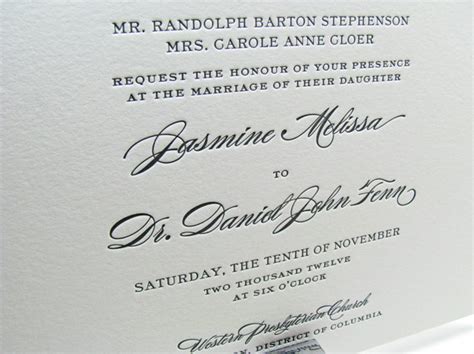 MR. RANDOLPH BARTON STEPHENSON
MRS. CAROLE ANNE GLOER
REQUEST THE HONOUR OF YOUR PRESENCE
AT THE MARRIAGE OF THEIR DAUGHTER
Jasmine Melissa
TO
Dr. Daniel John Fenn
SATURDAY, THE TENTH OF NOVEMBER
TWO THOUSAND TWELVE
AT SIX O'CLOCK
Western Presbyterian Church
DISTRICT OF COLUMBIA